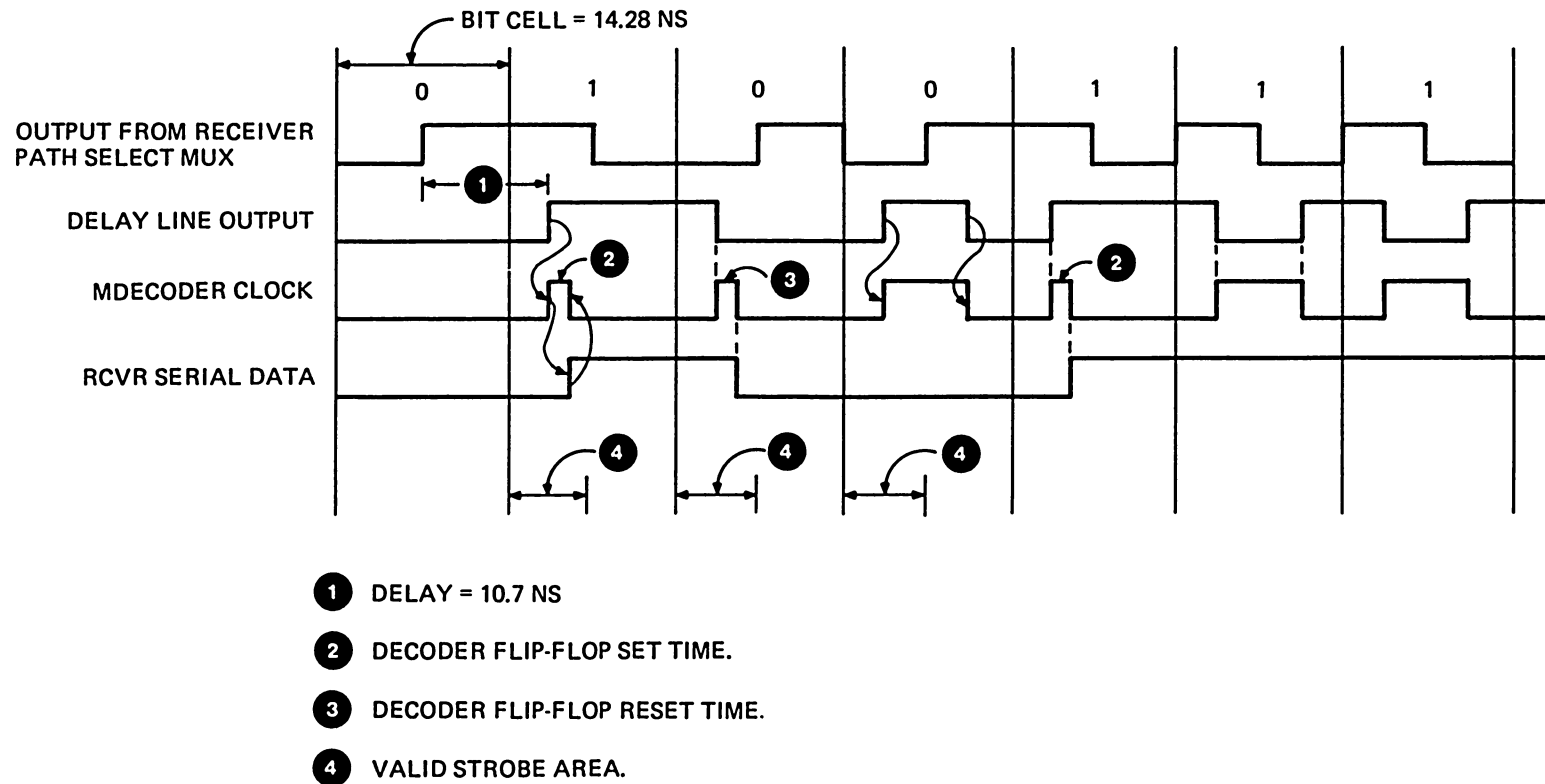 BIT CELL = 14.28 NS
0 1 0 0 1 1 1
OUTPUT FROM RECEIVER
PATH SELECT MUX
1
DELAY LINE OUTPUT
2 3 2
MDECODER CLOCK
RCVR SERIAL DATA
4 4 4
1 DELAY = 10.7 NS
2 DECODER FLIP-FLOP SET TIME.
3 DECODER FLIP-FLOP RESET TIME.
4 VALID STROBE AREA.